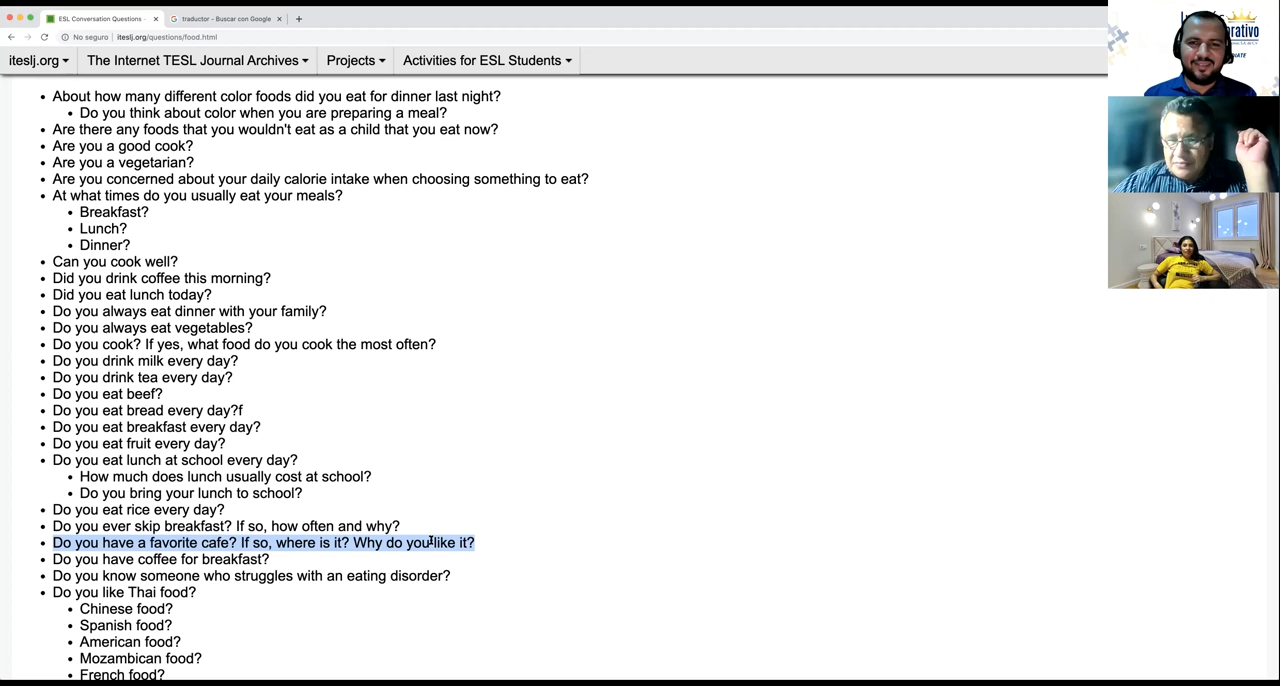 ESL Conversation Questions -
traductor - Buscar con Google
No seguro | iteslj.org/questions/food.html
iteslj.org
The Internet TESL Journal Archives
Projects
Activities for ESL Students
About how many different color foods did you eat for dinner last night?
Do you think about color when you are preparing a meal?
Are there any foods that you wouldn't eat as a child that you eat now?
Are you a good cook?
Are you a vegetarian?
Are you concerned about your daily calorie intake when choosing something to eat?
At what times do you usually eat your meals?
Breakfast?
Lunch?
Dinner?
Can you cook well?
Did you drink coffee this morning?
Did you eat lunch today?
Do you always eat dinner with your family?
Do you always eat vegetables?
Do you cook? If yes, what food do you cook the most often?
Do you drink milk every day?
Do you drink tea every day?
Do you eat beef?
Do you eat bread every day?f
Do you eat breakfast every day?
Do you eat fruit every day?
Do you eat lunch at school every day?
How much does lunch usually cost at school?
Do you bring your lunch to school?
Do you eat rice every day?
Do you ever skip breakfast? If so, how often and why?
Do you have a favorite cafe? If so, where is it? Why do you like it?
Do you have coffee for breakfast?
Do you know someone who struggles with an eating disorder?
Do you like Thai food?
Chinese food?
Spanish food?
American food?
Mozambican food?
French food?